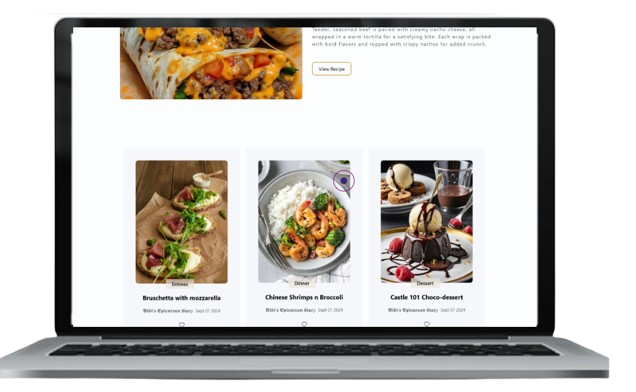 Tender, seasoned beef is paired with creamy nacho cheese, all
wrapped in a warm tortilla for a satisfying bite. Each wrap is packed
with bold flavors and topped with crispy nachos for added crunch.
View Recipe
Entrees
Dinner
Dessert
Bruschetta with mozzarella
Chinese Shrimps n Broccoli
Castle 101 Choco-dessert
Bibi's Epicurean Diary Sept 07 2024
Bibi's Epicurean Diary Sept 07 2024
Bibi's Epicurean Diary Sept 07 2024